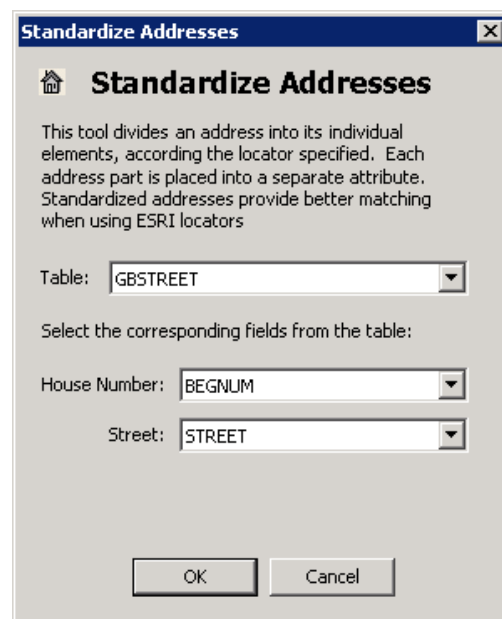 Standardize Addresses
Standardize Addresses
This tool divides an address into its individual
elements, according the locator specified.  Each
address part is placed into a separate attribute.
Standardized addresses provide better matching
when using ESRI locators
Table: GBSTREET
Select the corresponding fields from the table:
House Number: BEGNUM
Street: STREET
OK Cancel